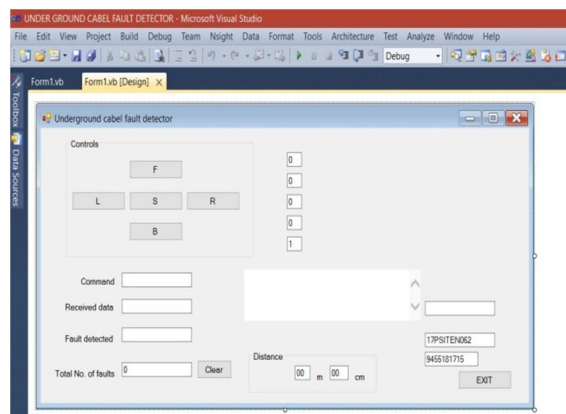 UNDER GROUND CABEL FAULT DETECTOR - Microsoft Visual Studio
File Edit View Project Build Debug Team Nsight Data Format Tools Architecture Test Analyze Window Help
Debug
Form1.vb Form1.vb [Design]
Toolbox
Data Sources
Underground cabel fault detector
Controls
F
L S R
B
0
0
0
0
1
Command
Received data
Fault detected
17PSITEN062
Total No. of faults 0 Clear
Distance
00 m 00 cm
9455181715
EXIT